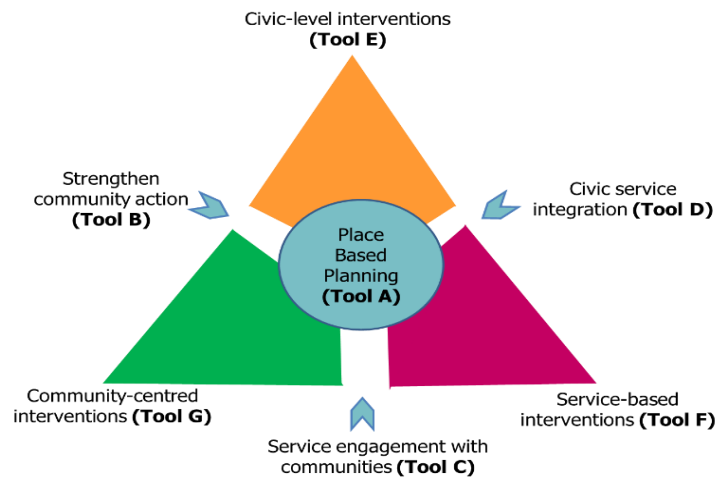 Civic-level interventions
(Tool E)
Strengthen
community action
(Tool B)
Civic service
integration (Tool D)
Place
Based
Planning
(Tool A)
Community-centred
interventions (Tool G)
Service-based
interventions (Tool F)
Service engagement with
communities (Tool C)